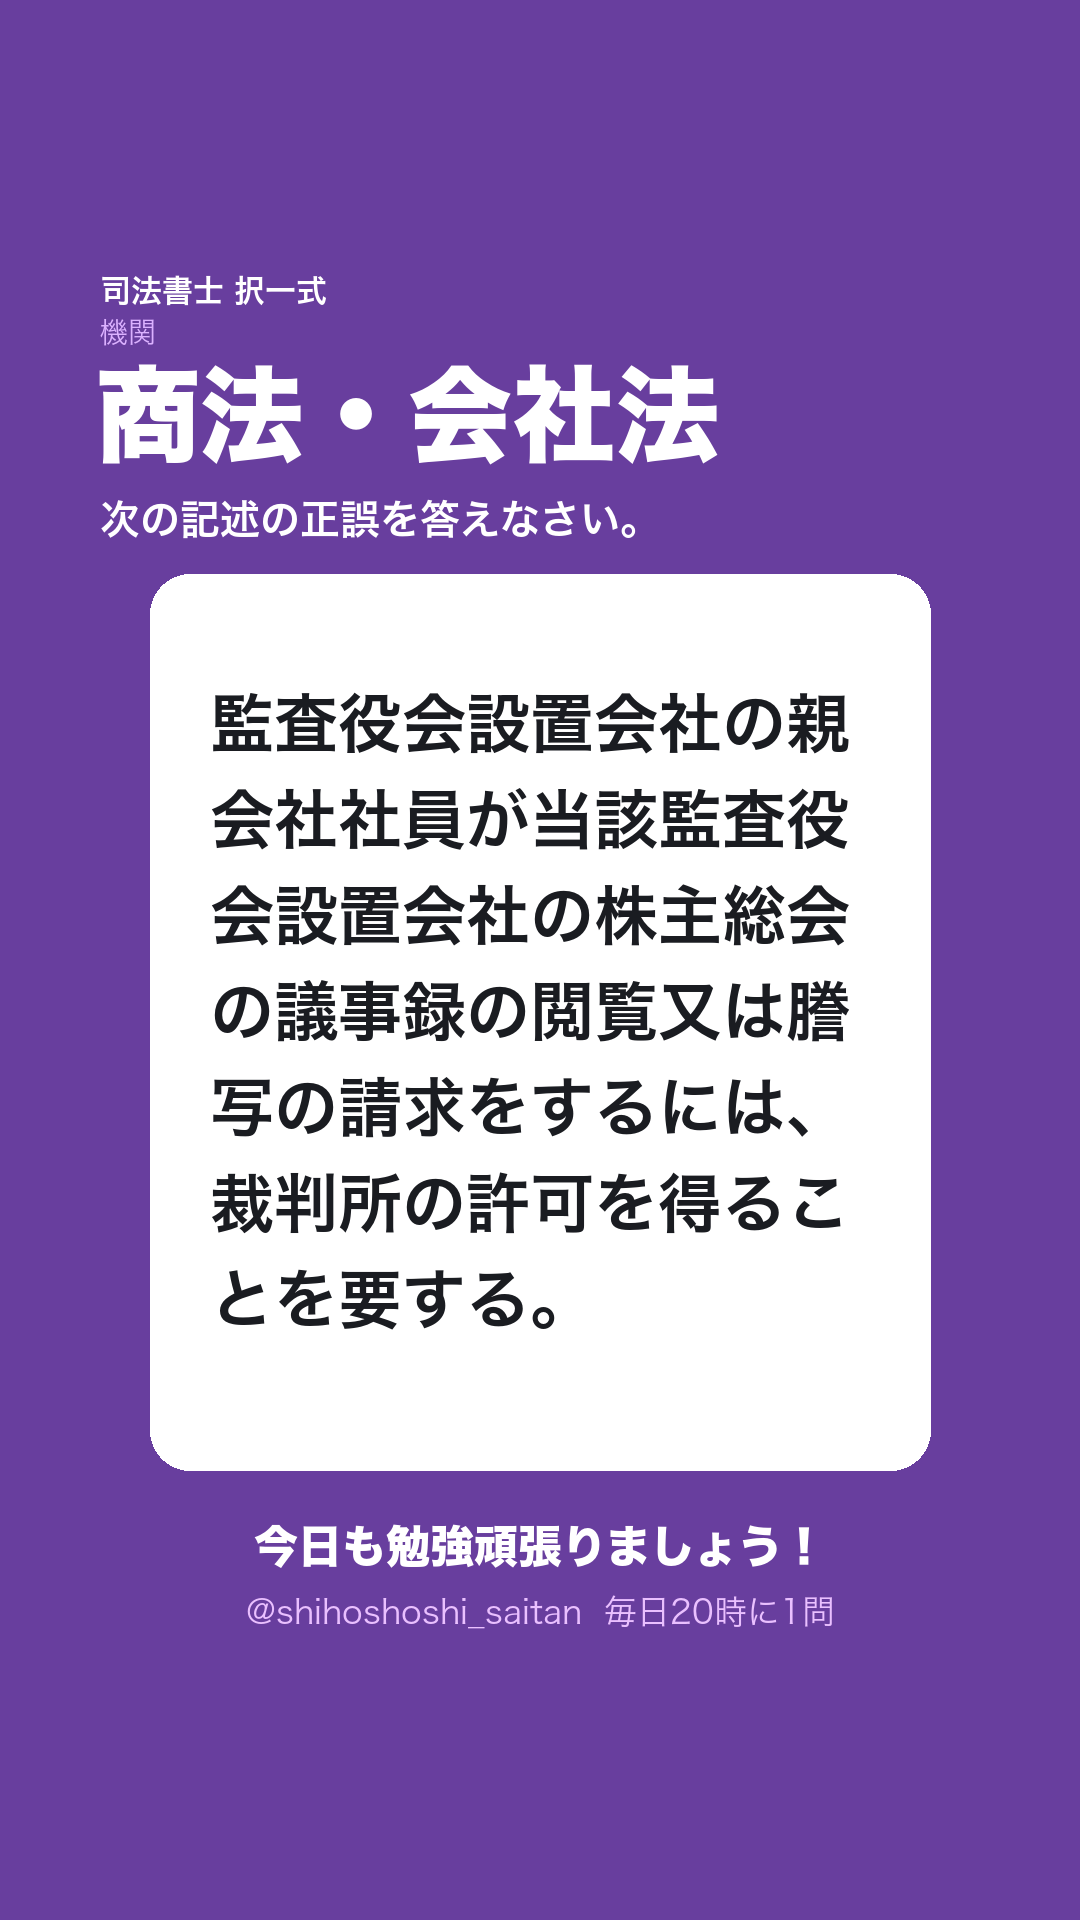 司法書士 択一式
機関
商法・会社法
次の記述の正誤を答えなさい。
監査役会設置会社の親
会社社員が当該監査役
会設置会社の株主総会
の議事録の閲覧又は謄
写の請求をするには、
裁判所の許可を得るこ
とを要する。
今日も勉強頑張りましょう！
@shihoshoshi_saitan 毎日20時に1問